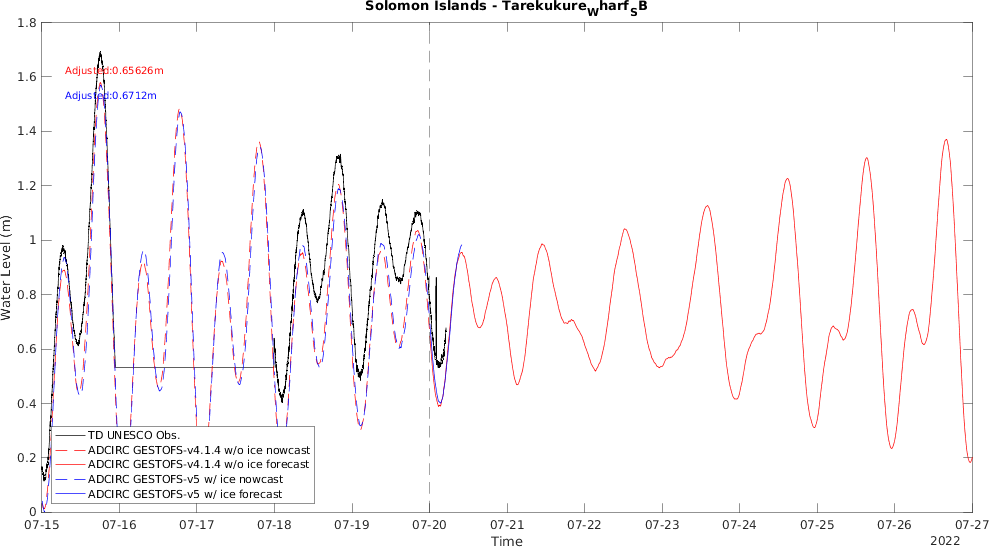 Solomon Islands - TarekukureWharfSB
1.8
1.6
1.4
1.2
1
0.8
0.6
0.4
0.2
0
Water Level (m)
Adjusted:0.65626m
Adjusted:0.6712m
TD UNESCO Obs.
ADCIRC GESTOFS-v4.1.4 w/o ice nowcast
ADCIRC GESTOFS-v4.1.4 w/o ice forecast
ADCIRC GESTOFS-v5 w/ ice nowcast
ADCIRC GESTOFS-v5 w/ ice forecast
07-15 07-16 07-17 07-18 07-19 07-20 07-21 07-22 07-23 07-24 07-25 07-26 07-27
Time
2022